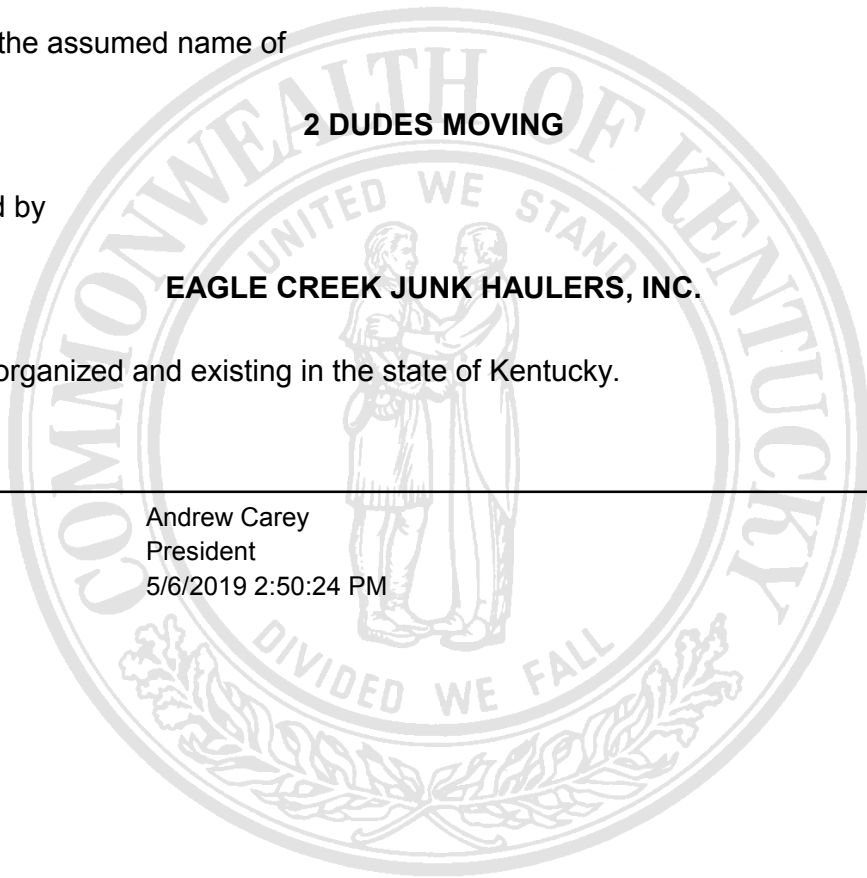 the assumed name of
2 DUDES MOVING
d by
EAGLE CREEK JUNK HAULERS, INC.
organized and existing in the state of Kentucky.
Andrew Carey
President
5/6/2019 2:50:24 PM
COMMONWEALTH OF KENTUCKY
UNITED WE STAND
DIVIDED WE FALL